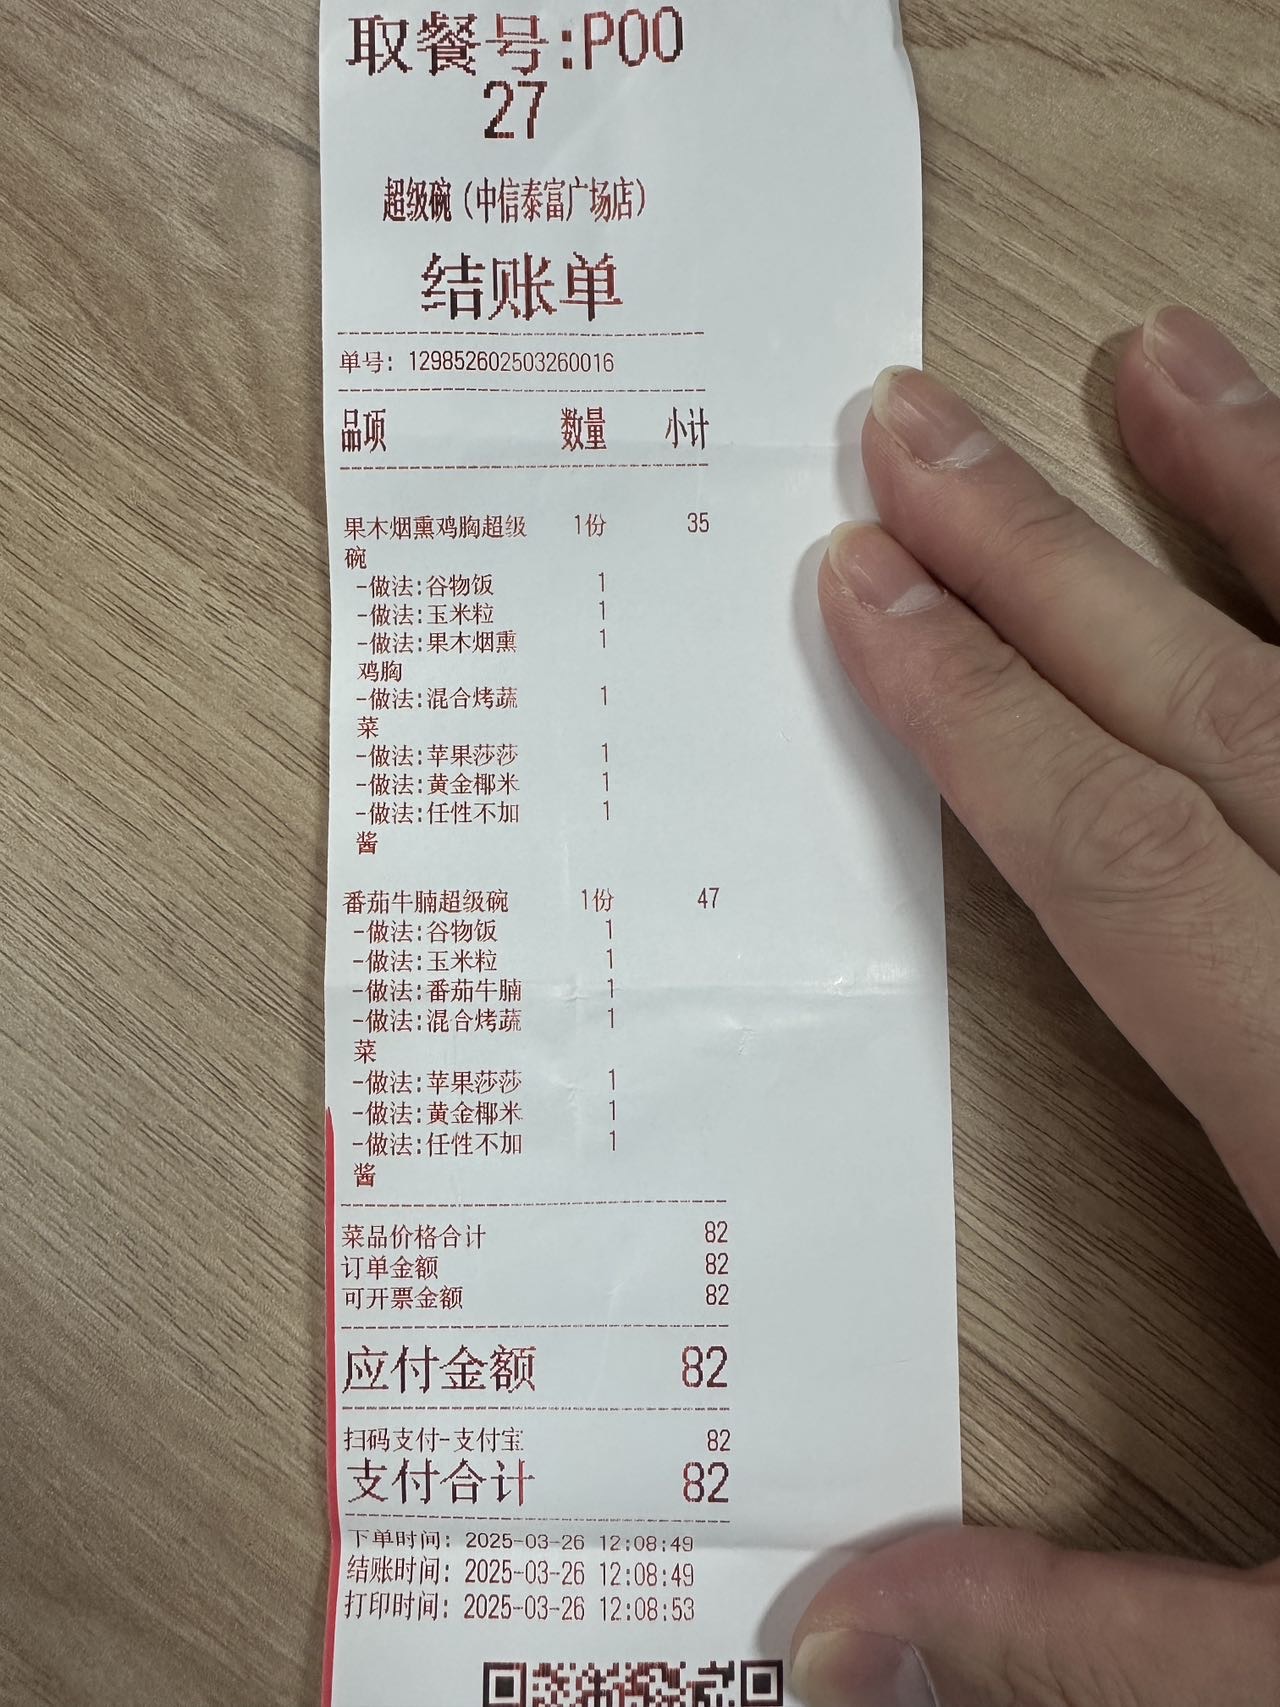 取餐号:P00
27
超级碗（中信泰富广场店）
结账单
单号: 129852602503260016
品项 数量 小计
果木烟熏鸡胸超级 1份 35
碗
-做法:谷物饭 1
-做法:玉米粒 1
-做法:果木烟熏 1
鸡胸
-做法:混合烤蔬 1
菜
-做法:苹果莎莎 1
-做法:黄金椰米 1
-做法:任性不加 1
酱
番茄牛腩超级碗 1份 47
-做法:谷物饭 1
-做法:玉米粒 1
-做法:番茄牛腩 1
-做法:混合烤蔬 1
菜
-做法:苹果莎莎 1
-做法:黄金椰米 1
-做法:任性不加 1
酱
菜品价格合计 82
订单金额 82
可开票金额 82
应付金额 82
扫码支付-支付宝 82
支付合计 82
下单时间: 2025-03-26 12:08:49
结账时间: 2025-03-26 12:08:49
打印时间: 2025-03-26 12:08:53